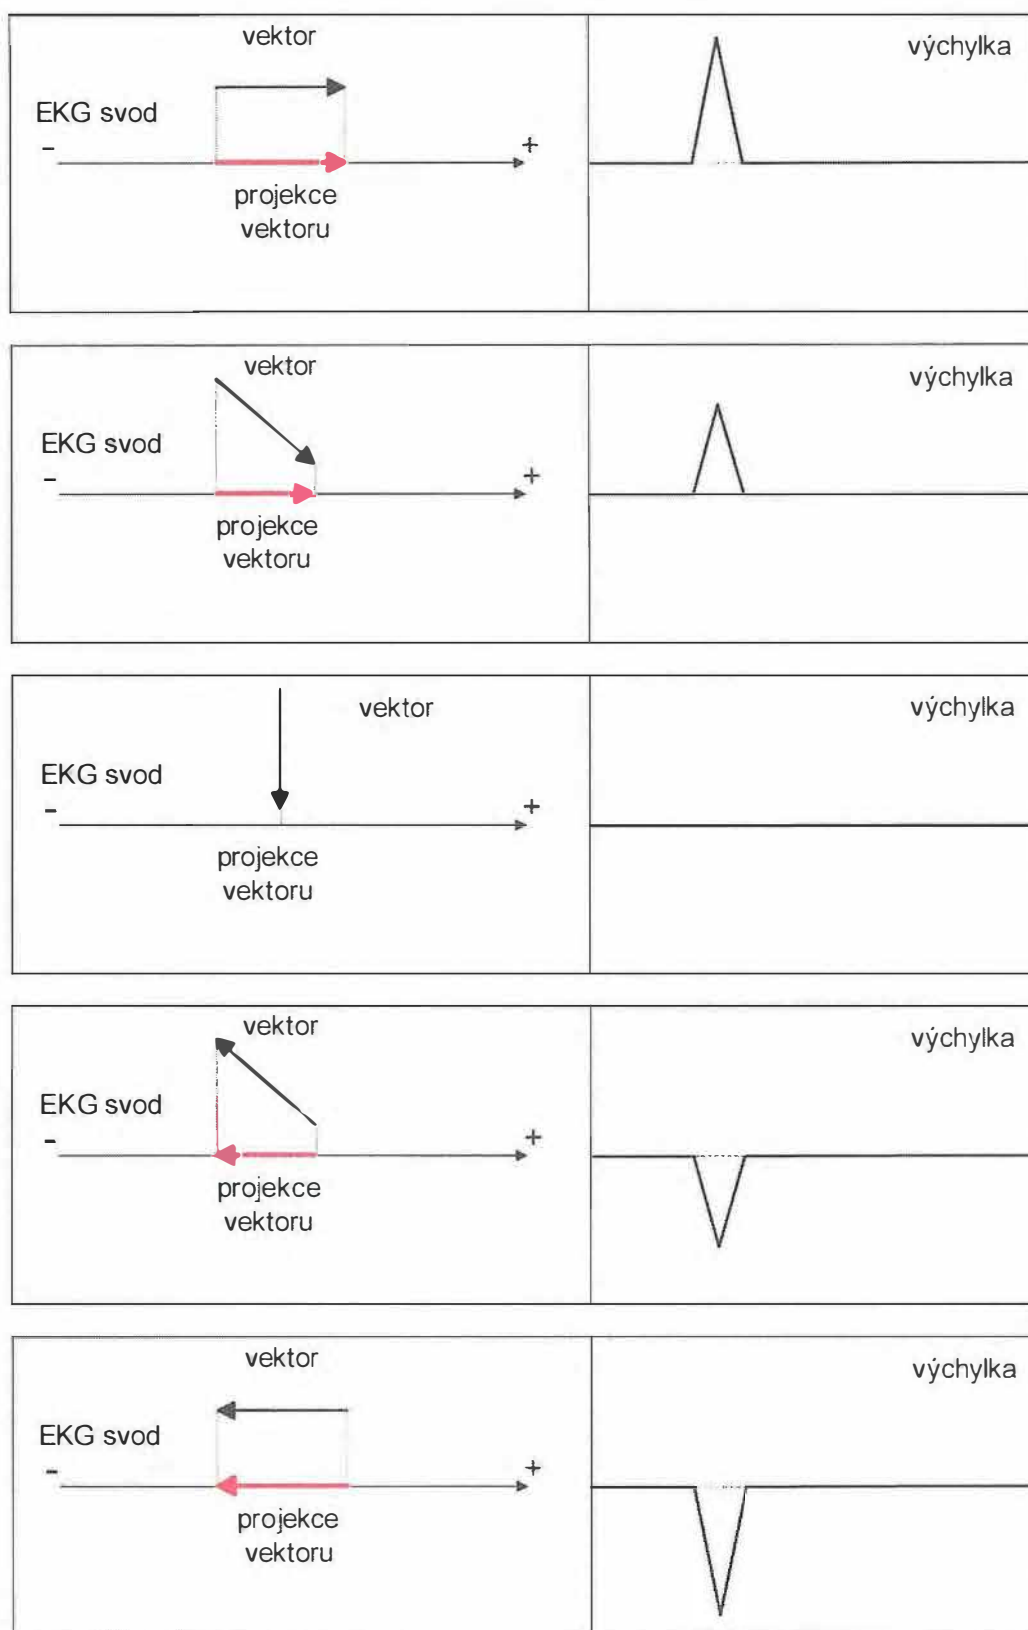 vektor
výchylka
EKG svod
- +
projekce
vektoru
vektor
výchylka
EKG svod
- +
projekce
vektoru
vektor
výchylka
EKG svod
- +
projekce
vektoru
vektor
výchylka
EKG svod
- +
projekce
vektoru
vektor
výchylka
EKG svod
- +
projekce
vektoru